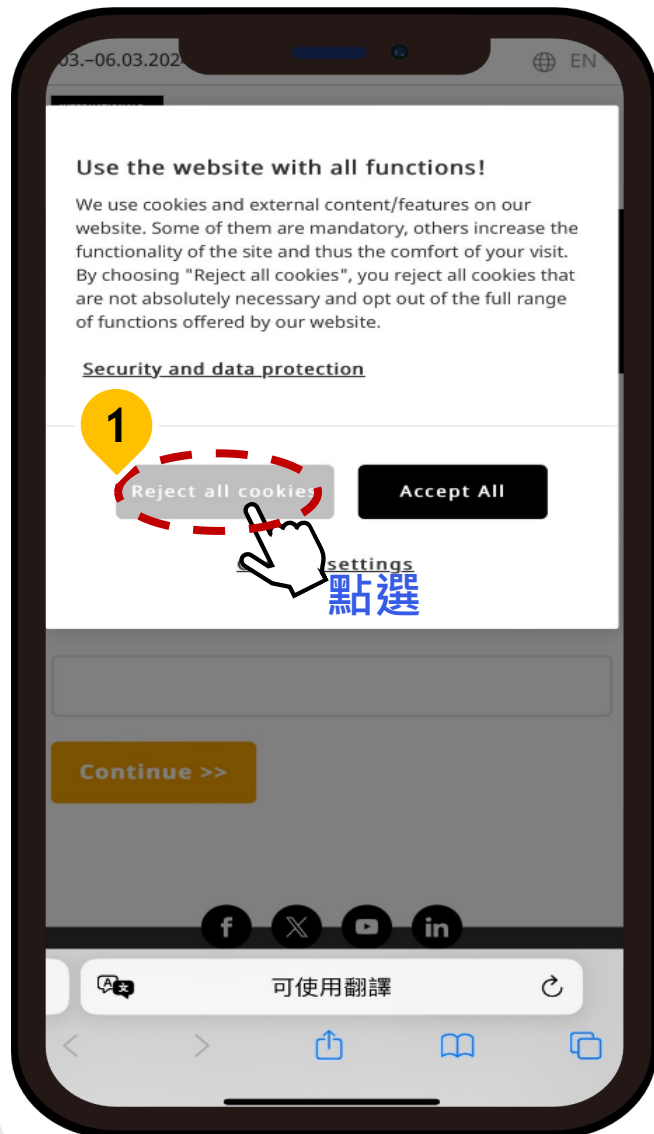 03.–06.03.202
EN
Use the website with all functions!
We use cookies and external content/features on our
website. Some of them are mandatory, others increase the
functionality of the site and thus the comfort of your visit.
By choosing "Reject all cookies", you reject all cookies that
are not absolutely necessary and opt out of the full range
of functions offered by our website.
Security and data protection
1
Reject all cookies
Accept All
settings
點選
Continue >>
f
X
in
可使用翻譯